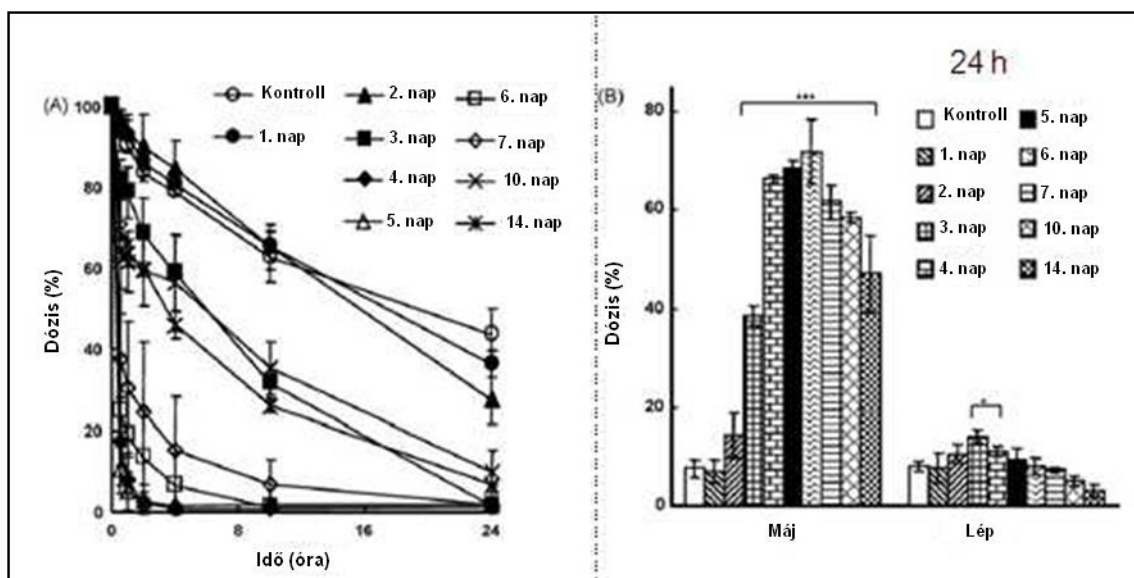 24 h
(A)
Kontroll
1. nap
2. nap
3. nap
4. nap
5. nap
6. nap
7. nap
10. nap
14. nap
100
80
60
40
20
0
0
8
16
24
Dózis (%)
Idő (óra)
(B)
Kontroll
1. nap
2. nap
3. nap
4. nap
5. nap
6. nap
7. nap
10. nap
14. nap
***
*
80
60
40
20
0
Dózis (%)
Máj
Lép